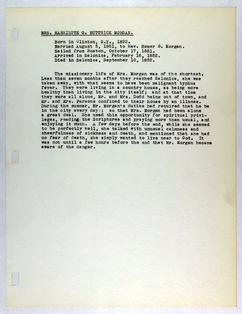 MRS. HARRIETTE G. BUTTRICK MORGAN.
Born in Clinton, N.Y., 1852.
Married August 5, 1851, to Rev. Homer B. Morgan.
Sailed from Boston, October 17, 1851.
Arrived in Salonica, February 16, 1852.
Died in Salonica, September 10, 1852.
The missionary life of Mrs. Morgan was of the shortest.
Less than seven months after they reached Salonica, she was
taken away, with what seems to have been malignant typhus
fever. They were living in a country house, as being more
healthy than living in the city itself; and at that time
they were all alone, Mr. and Mrs. Dodd being out of town, and
Mr. and Mrs. Parsons confined to their house by an illness.
During the summer, Mr. Morgan's duties had required that he be
in the city every day; so that Mrs. Morgan had been alone
a great deal. She used this opportunity for spiritual privi-
leges, reading the Scriptures and praying more than usual, and
enjoying it much. A few days before the end, while she seemed
to be perfectly well, she talked with unusual calmness and
cheerfulness of sickness and death, and mentioned that she had
no fear of death, she simply wanted to live near to God. It
was not until a few hours before the end that Mr. Morgan became
aware of the danger.